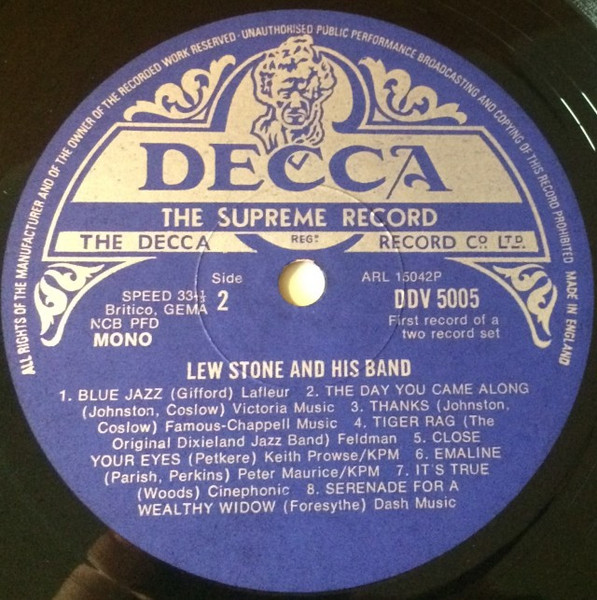 ALL RIGHTS OF THE MANUFACTURER AND OF THE OWNER OF THE RECORDED WORK RESERVED · UNAUTHORISED PUBLIC PERFORMANCE BROADCASTING AND COPYING OF THIS RECORD PROHIBITED MADE IN ENGLAND
DECCA
THE SUPREME RECORD
THE DECCA REGD RECORD CO LTD.
Side
2
SPEED 33⅓
Britico, GEMA
NCB PFD
MONO
ARL 15042P
DDV 5005
First record of a
two record set
LEW STONE AND HIS BAND
1. BLUE JAZZ (Gifford) Lafleur 2. THE DAY YOU CAME ALONG
(Johnston, Coslow) Victoria Music 3. THANKS (Johnston,
Coslow) Famous-Chappell Music 4. TIGER RAG (The
Original Dixieland Jazz Band) Feldman 5. CLOSE
YOUR EYES (Petkere) Keith Prowse/KPM 6. EMALINE
(Parish, Perkins) Peter Maurice/KPM 7. IT'S TRUE
(Woods) Cinephonic 8. SERENADE FOR A
WEALTHY WIDOW (Foresythe) Dash Music